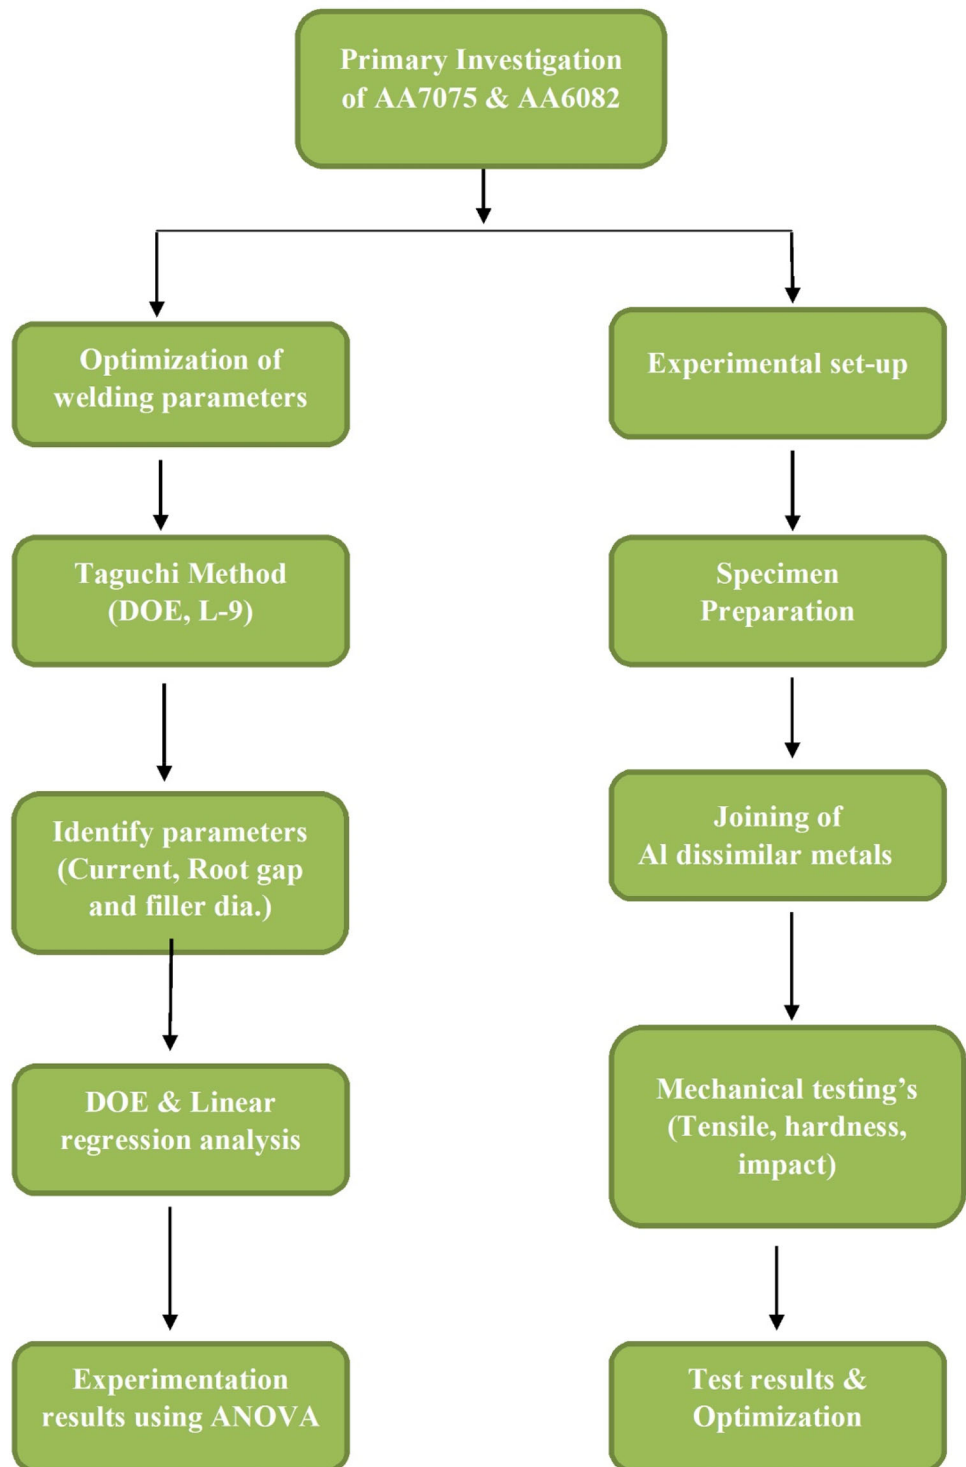 Primary Investigation
of AA7075 & AA6082
Optimization of
welding parameters
Experimental set-up
Taguchi Method
(DOE, L-9)
Specimen
Preparation
Identify parameters
(Current, Root gap
and filler dia.)
Joining of
Al dissimilar metals
DOE & Linear
regression analysis
Mechanical testing’s
(Tensile, hardness,
impact)
Experimentation
results using ANOVA
Test results &
Optimization